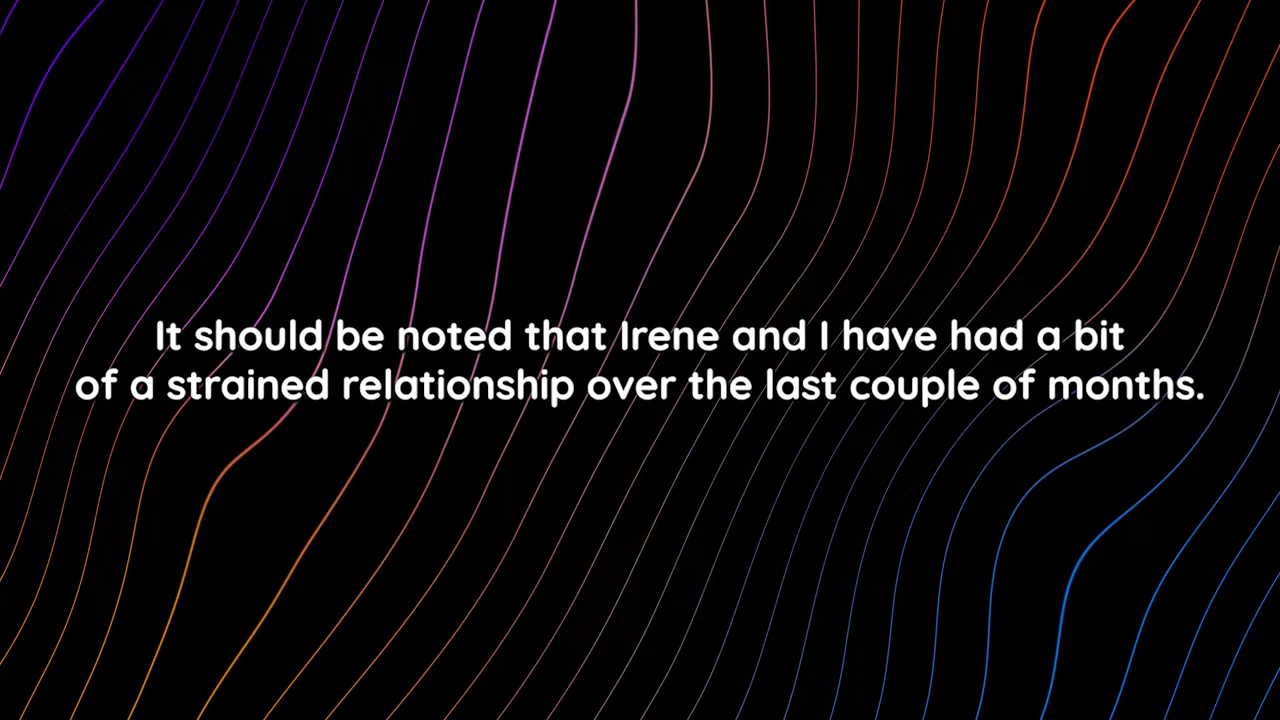 It should be noted that Irene and I have had a bit
of a strained relationship over the last couple of months.